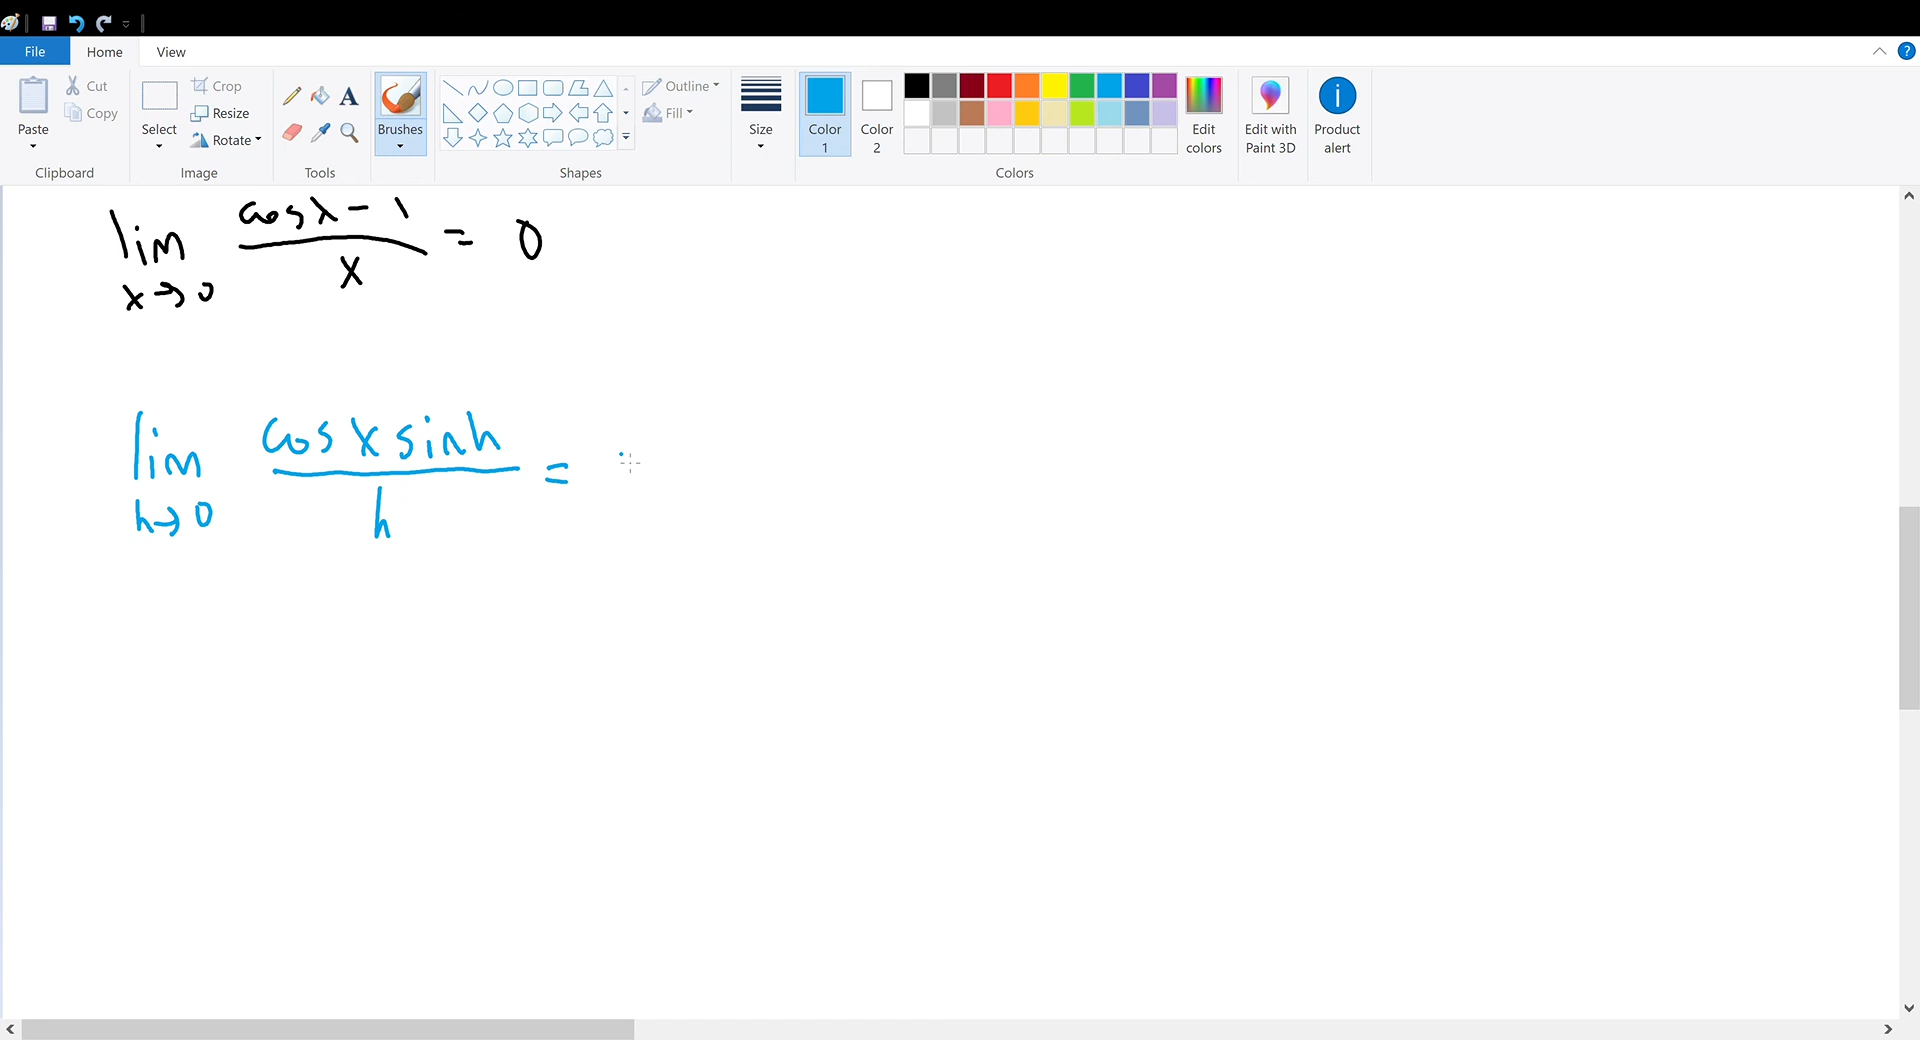 File Home View
Paste Cut Copy Clipboard
Select Crop Resize Rotate Image
A Tools
Brushes
Outline Fill Shapes
Size
Color 1 Color 2 Edit colors Colors
Edit with Paint 3D
Product alert
lim x→0 cosx - 1 / x = 0
lim h→0 cosx sinh / h =